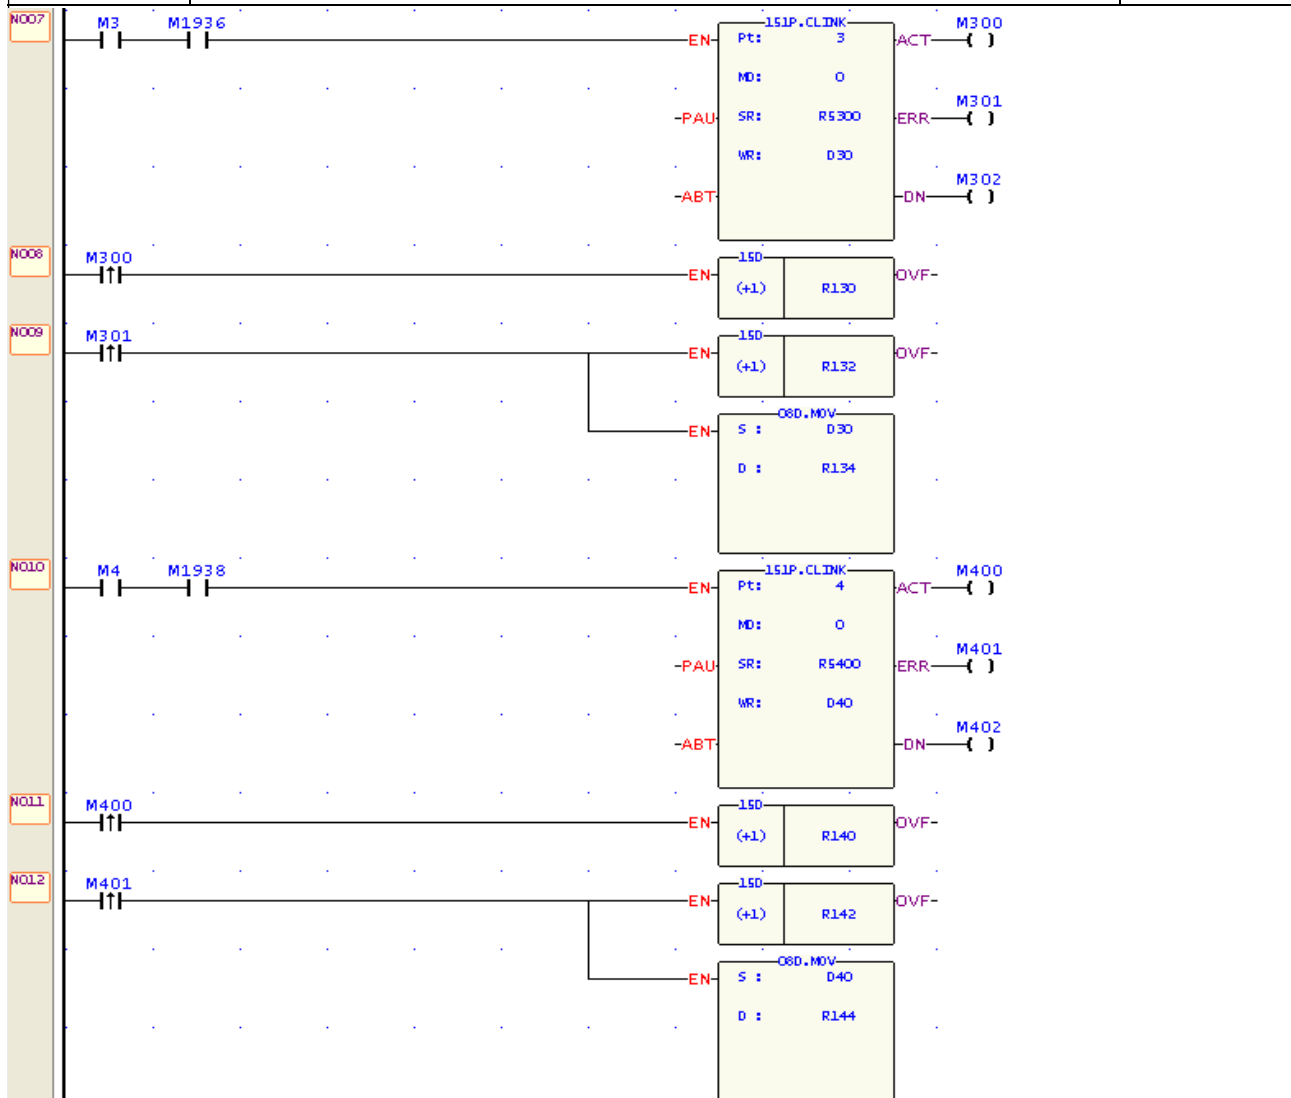 N007 M3 M1936 151P.CLINK M300
EN Pt: 3 ACT ( )
MD: 0
M301
PAU SR: R5300 ERR ( )
WR: D30
M302
ABT DN ( )
N008 M300 15D
EN (+1) R130 OVF
N009 M301 15D
EN (+1) R132 OVF
08D.MOV
EN S : D30
D : R134
N010 M4 M1938 151P.CLINK M400
EN Pt: 4 ACT ( )
MD: 0
M401
PAU SR: R5400 ERR ( )
WR: D40
M402
ABT DN ( )
N011 M400 15D
EN (+1) R140 OVF
N012 M401 15D
EN (+1) R142 OVF
08D.MOV
EN S : D40
D : R144